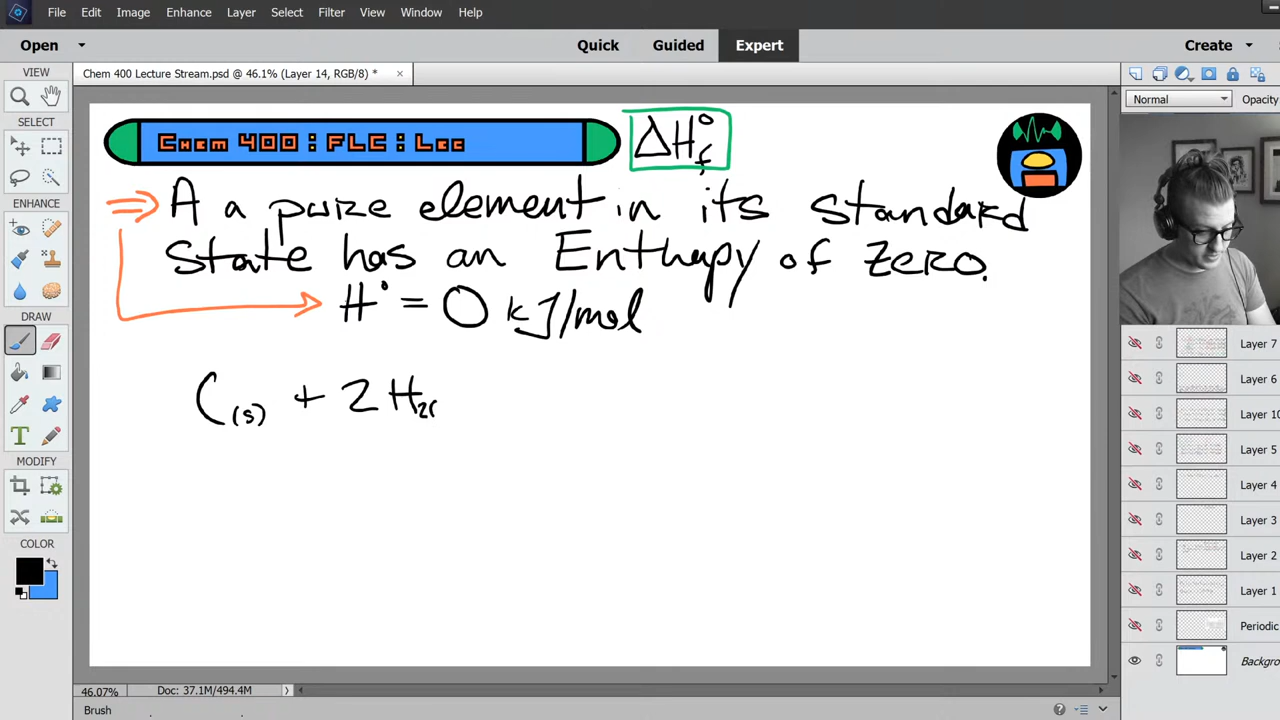 File Edit Image Enhance Layer Select Filter View Window Help
Open Quick Guided Expert Create
Chem 400 Lecture Stream.psd @ 46.1% (Layer 14, RGB/8) * ×
VIEW
SELECT
ENHANCE
DRAW
MODIFY
COLOR
Chem 400 : FLC : Lec
ΔH°f
⇒ A a pure element in its standard
state has an Enthapy of zero.
H° = 0 kJ/mol
C(s) + 2 H2(
Normal Opacity
Layer 7
Layer 6
Layer 10
Layer 5
Layer 4
Layer 3
Layer 2
Layer 1
Periodic
Backgro
46.07% Doc: 37.1M/494.4M
Brush